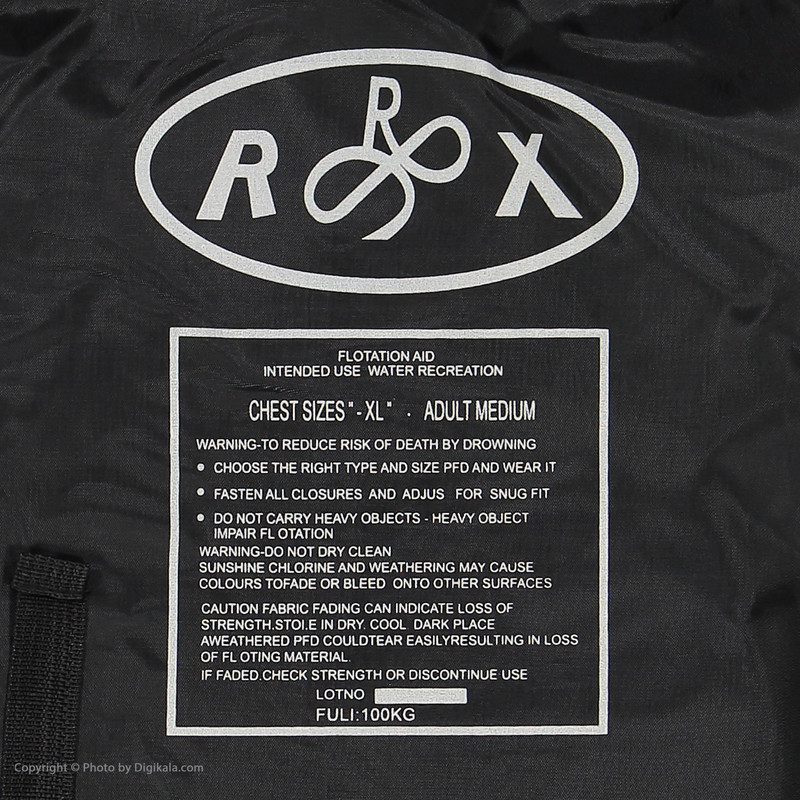 R R X
FLOTATION AID
INTENDED USE WATER RECREATION
CHEST SIZES "-XL" . ADULT MEDIUM
WARNING-TO REDUCE RISK OF DEATH BY DROWNING
• CHOOSE THE RIGHT TYPE AND SIZE PFD AND WEAR IT
• FASTEN ALL CLOSURES AND ADJUS FOR SNUG FIT
• DO NOT CARRY HEAVY OBJECTS - HEAVY OBJECT
IMPAIR FL OTATION
WARNING-DO NOT DRY CLEAN
SUNSHINE CHLORINE AND WEATHERING MAY CAUSE
COLOURS TOFADE OR BLEED ONTO OTHER SURFACES
CAUTION FABRIC FADING CAN INDICATE LOSS OF
STRENGTH.STOI.E IN DRY. COOL DARK PLACE
AWEATHERED PFD COULDTEAR EASILYRESULTING IN LOSS
OF FL OTING MATERIAL.
IF FADED.CHECK STRENGTH OR DISCONTINUE USE
LOTNO
FULI:100KG
Copyright © Photo by Digikala.com